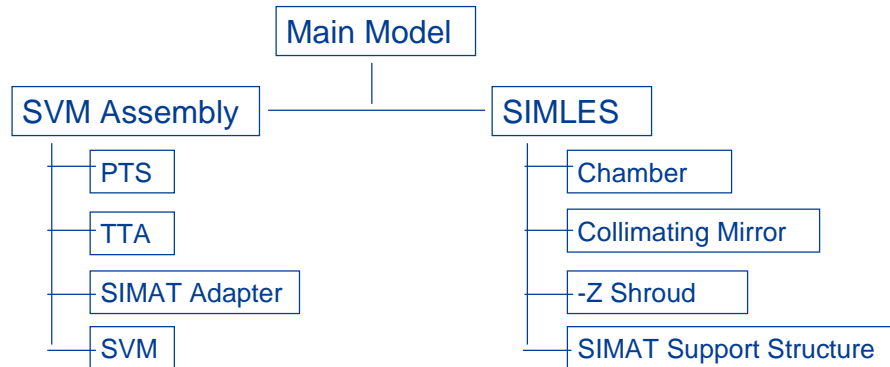 Main Model
SVM Assembly
PTS
TTA
SIMAT Adapter
SVM
SIMLES
Chamber
Collimating Mirror
-Z Shroud
SIMAT Support Structure